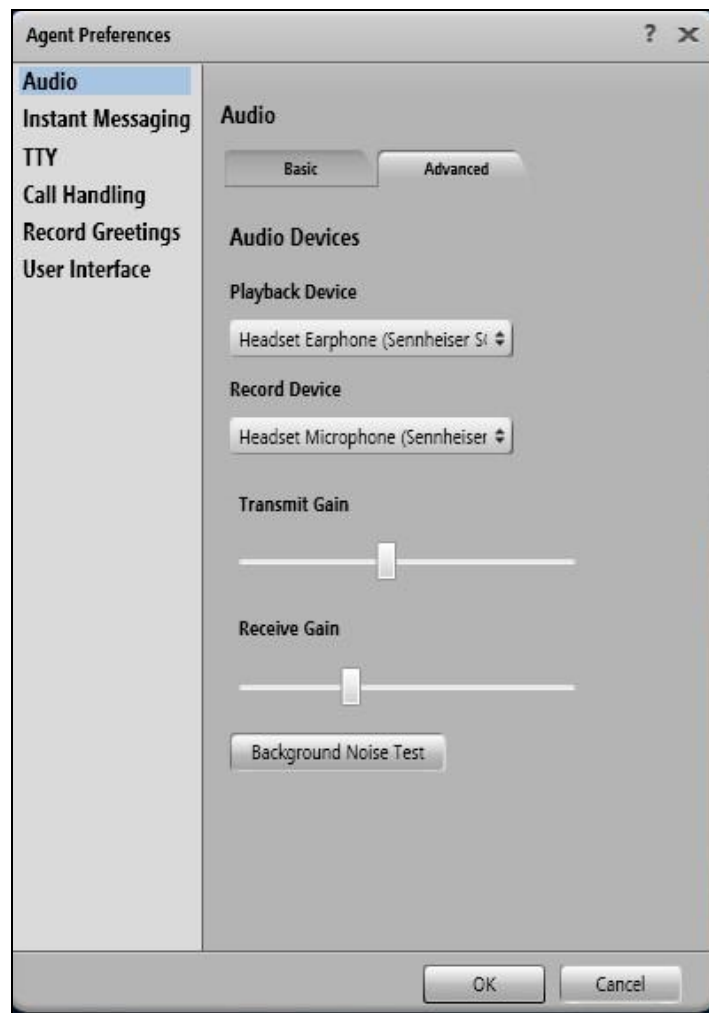 Agent Preferences ? X
Audio
Instant Messaging
TTY
Call Handling
Record Greetings
User Interface
Audio
Basic Advanced
Audio Devices
Playback Device
Headset Earphone (Sennheiser
Record Device
Headset Microphone (Sennheiser
Transmit Gain
Receive Gain
Background Noise Test
OK Cancel